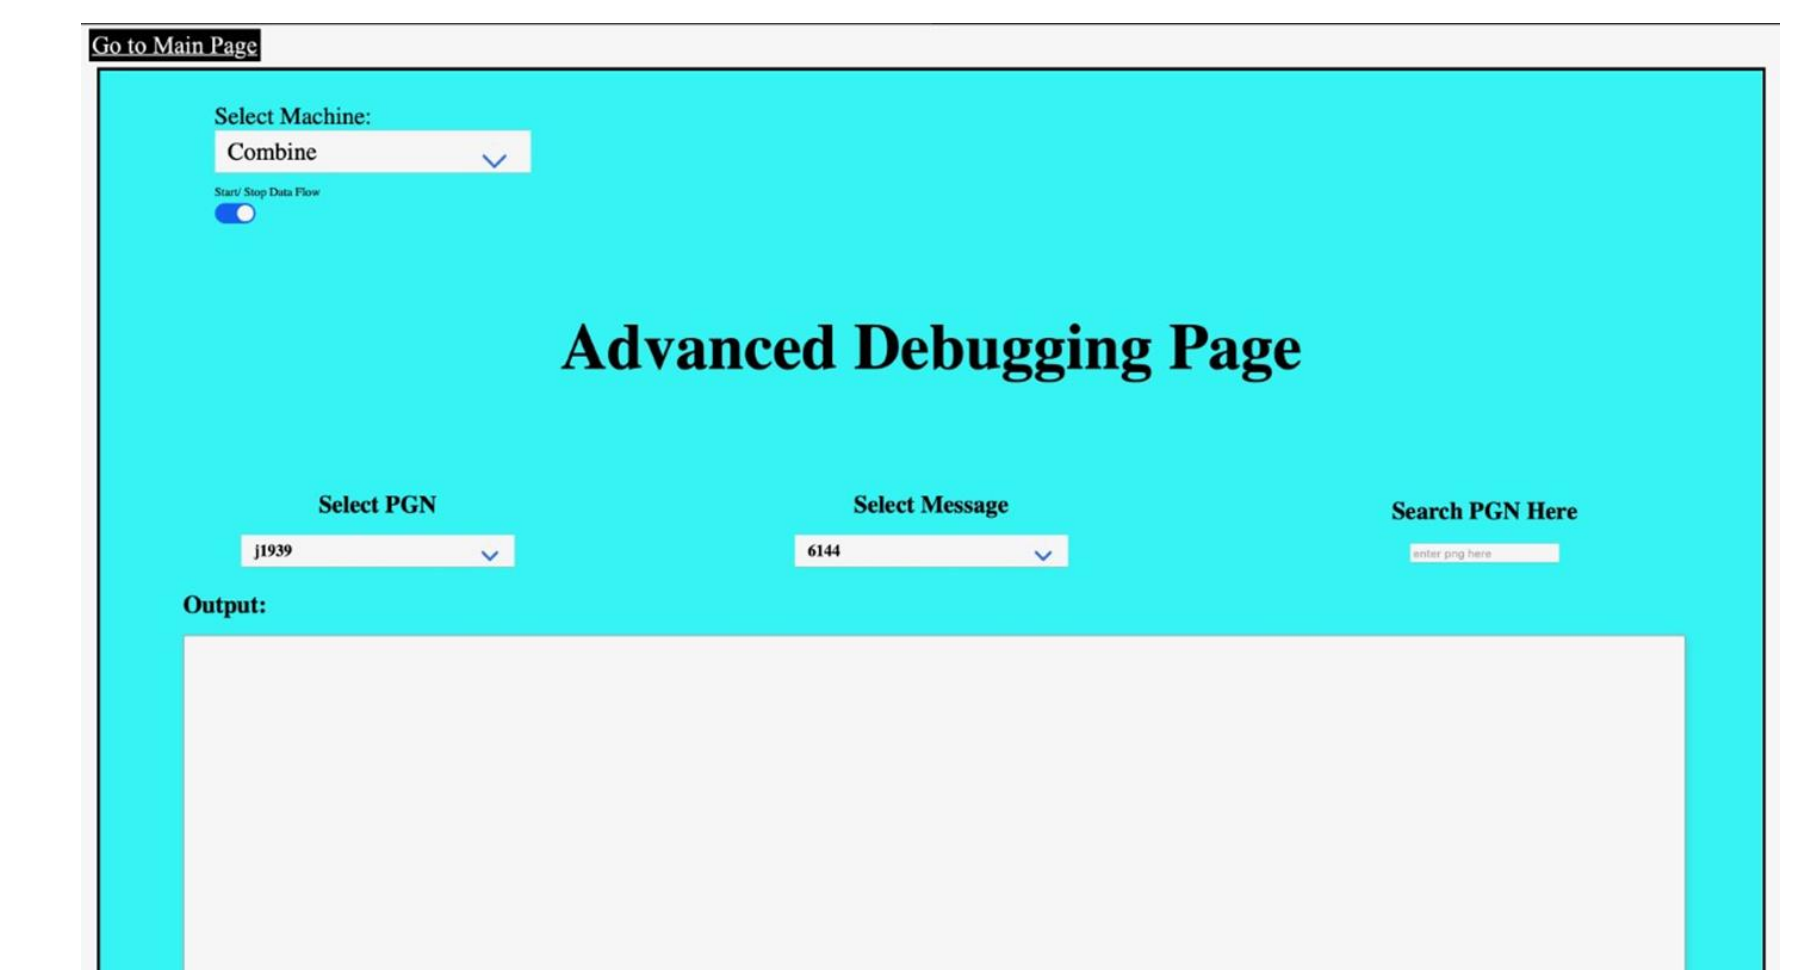 Go to Main Page
Select Machine:
Combine
Start/ Stop Data Flow
Advanced Debugging Page
Select PGN
Select Message
Search PGN Here
j1939
6144
enter png here
Output: